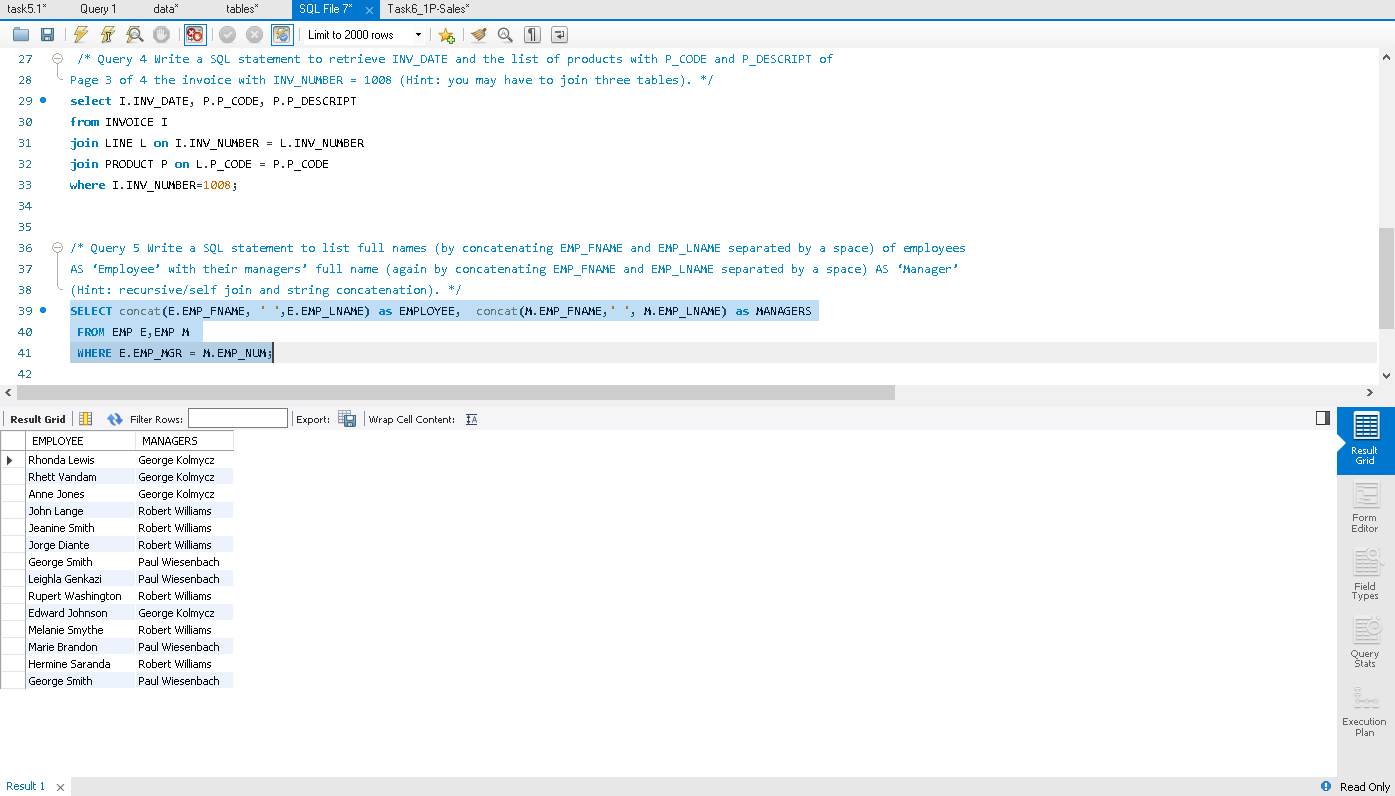 task5.1* Query 1 data* tables* SQL File 7* Task6_1P-Sales*
Limit to 2000 rows
27 /* Query 4 Write a SQL statement to retrieve INV_DATE and the list of products with P_CODE and P_DESCRIPT of
28 Page 3 of 4 the invoice with INV_NUMBER = 1008 (Hint: you may have to join three tables). */
29 select I.INV_DATE, P.P_CODE, P.P_DESCRIPT
30 from INVOICE I
31 join LINE L on I.INV_NUMBER = L.INV_NUMBER
32 join PRODUCT P on L.P_CODE = P.P_CODE
33 where I.INV_NUMBER=1008;
34
35
36 /* Query 5 Write a SQL statement to list full names (by concatenating EMP_FNAME and EMP_LNAME separated by a space) of employees
37 AS ‘Employee’ with their managers’ full name (again by concatenating EMP_FNAME and EMP_LNAME separated by a space) AS ‘Manager’
38 (Hint: recursive/self join and string concatenation). */
39 SELECT concat(E.EMP_FNAME, ' ',E.EMP_LNAME) as EMPLOYEE, concat(M.EMP_FNAME,' ', M.EMP_LNAME) as MANAGERS
40 FROM EMP E,EMP M
41 WHERE E.EMP_MGR = M.EMP_NUM;
42
Result Grid Filter Rows: Export: Wrap Cell Content:
EMPLOYEE MANAGERS
Rhonda Lewis George Kolmycz
Rhett Vandam George Kolmycz
Anne Jones George Kolmycz
John Lange Robert Williams
Jeanine Smith Robert Williams
Jorge Diante Robert Williams
George Smith Paul Wiesenbach
Leighla Genkazi Paul Wiesenbach
Rupert Washington Robert Williams
Edward Johnson George Kolmycz
Melanie Smythe Robert Williams
Marie Brandon Paul Wiesenbach
Hermine Saranda Robert Williams
George Smith Paul Wiesenbach
Result
Grid
Form
Editor
Field
Types
Query
Stats
Execution
Plan
Result 1 Read Only